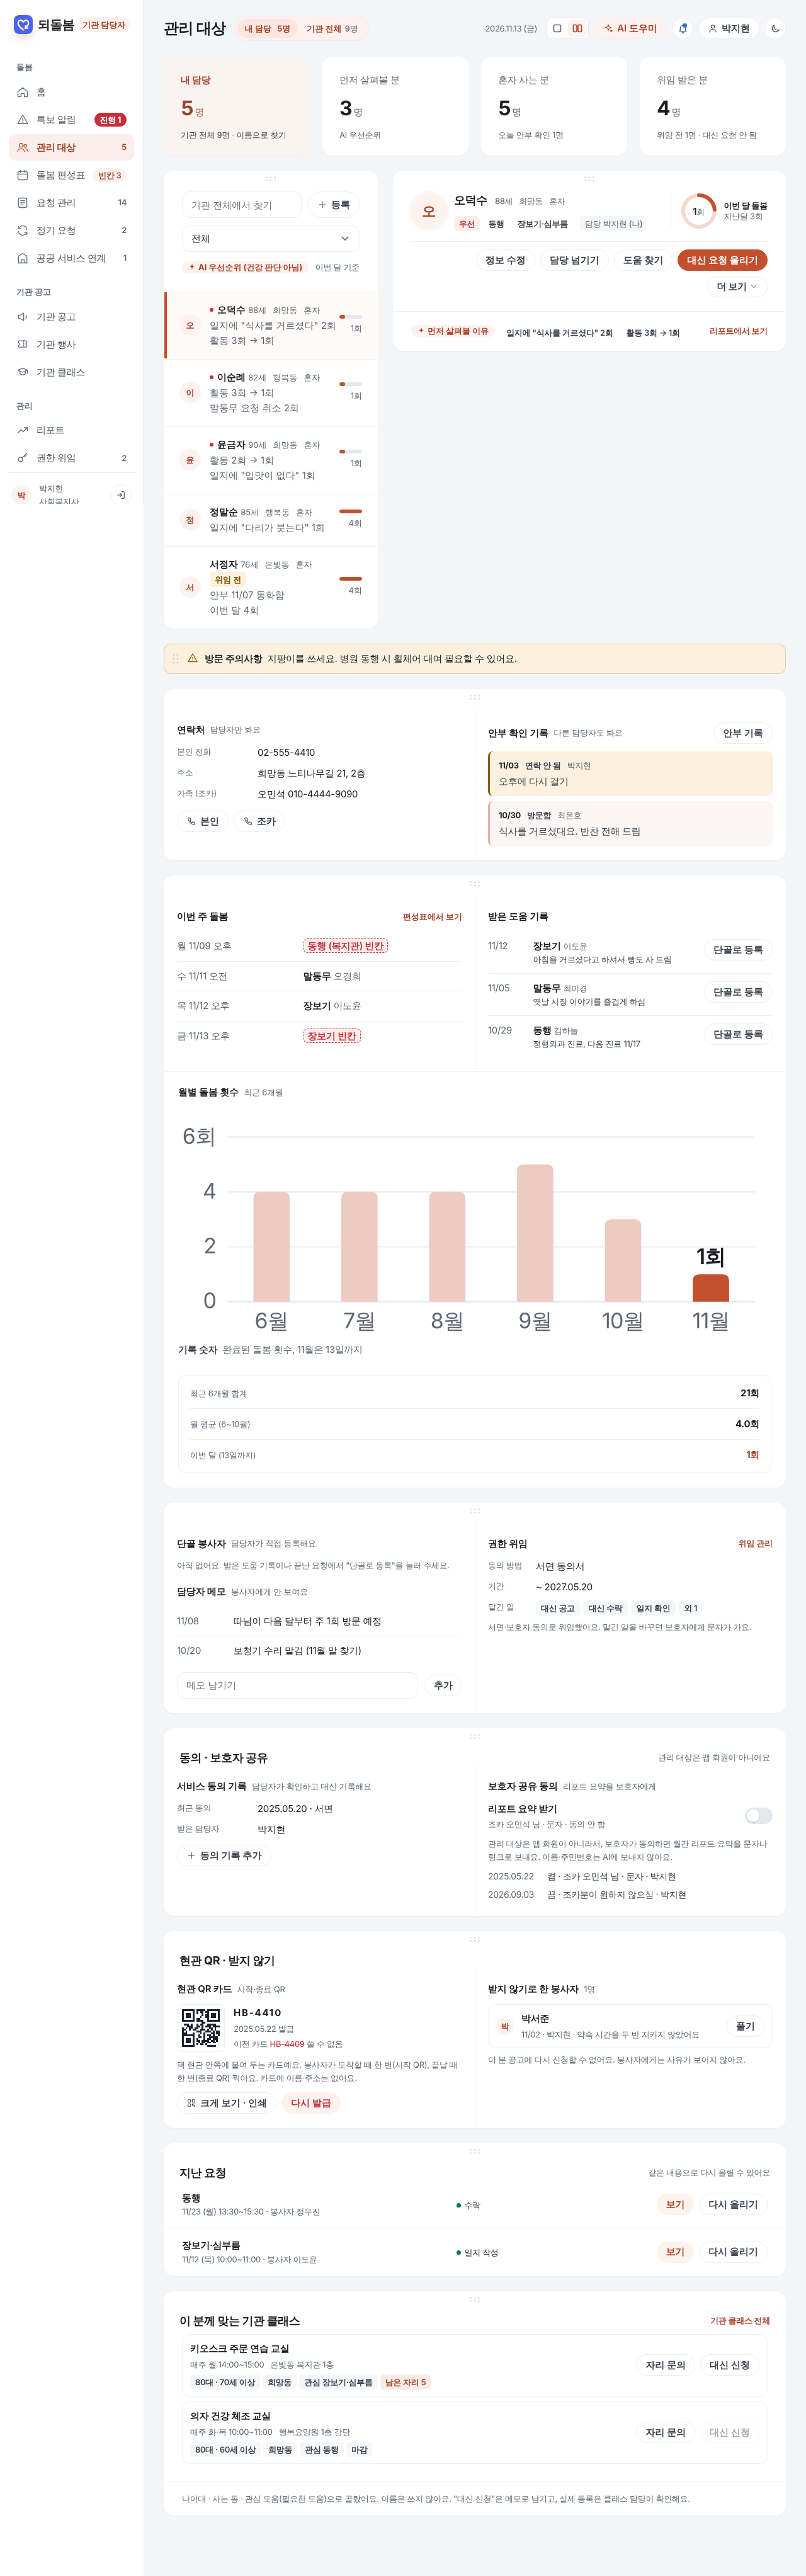 되돌봄 기관 담당자
돌봄
홈
특보 알림 진행 1
관리 대상 5
돌봄 편성표 빈칸 3
요청 관리 14
정기 요청 2
공공 서비스 연계 1
기관 공고
기관 공고
기관 행사
기관 클래스
관리
리포트
권한 위임 2
박 박지현
사회복지사
관리 대상 내 담당 5명 기관 전체 9명
2026.11.13 (금) AI 도우미 박지현
내 담당
5명
기관 전체 9명 · 이름으로 찾기
먼저 살펴볼 분
3명
AI 우선순위
혼자 사는 분
5명
오늘 안부 확인 1명
위임 받은 분
4명
위임 전 1명 · 대신 요청 안 됨
기관 전체에서 찾기 등록
전체
AI 우선순위 (건강 판단 아님) 이번 달 기준
오 오덕수 88세 희망동 혼자
일지에 "식사를 거르셨다" 2회
활동 3회 → 1회
1회
이 이순례 82세 행복동 혼자
활동 3회 → 1회
말동무 요청 취소 2회
1회
윤 윤금자 90세 희망동 혼자
활동 2회 → 1회
일지에 "입맛이 없다" 1회
1회
정 정말순 85세 행복동 혼자
일지에 "다리가 붓는다" 1회
4회
서 서정자 76세 은빛동 혼자
위임 전
안부 11/07 통화함
이번 달 4회
4회
오 오덕수 88세 희망동 혼자
우선 동행 장보기·심부름 담당 박지현 (나)
1회 이번 달 돌봄
지난달 3회
정보 수정 담당 넘기기 도움 찾기 대신 요청 올리기
더 보기
먼저 살펴볼 이유 일지에 "식사를 거르셨다" 2회 활동 3회 → 1회 리포트에서 보기
방문 주의사항 지팡이를 쓰세요. 병원 동행 시 휠체어 대여 필요할 수 있어요.
연락처 담당자만 봐요
본인 전화 02-555-4410
주소 희망동 느티나무길 21, 2층
가족 (조카) 오민석 010-4444-9090
본인 조카
안부 확인 기록 다른 담당자도 봐요 안부 기록
11/03 연락 안 됨 박지현
오후에 다시 걸기
10/30 방문함 최은호
식사를 거르셨대요. 반찬 전해 드림
이번 주 돌봄 편성표에서 보기
월 11/09 오후 동행 (복지관) 빈칸
수 11/11 오전 말동무 오경희
목 11/12 오후 장보기 이도윤
금 11/13 오후 장보기 빈칸
받은 도움 기록
11/12 장보기 이도윤
아침을 거르셨다고 하셔서 빵도 사 드림
단골로 등록
11/05 말동무 최미경
옛날 시장 이야기를 즐겁게 하심
단골로 등록
10/29 동행 김하늘
정형외과 진료, 다음 진료 11/17
단골로 등록
월별 돌봄 횟수 최근 6개월
6회
4
2
0
1회
6월 7월 8월 9월 10월 11월
기록 숫자 완료된 돌봄 횟수, 11월은 13일까지
최근 6개월 합계 21회
월 평균 (6~10월) 4.0회
이번 달 (13일까지) 1회
단골 봉사자 담당자가 직접 등록해요
아직 없어요. 받은 도움 기록이나 끝난 요청에서 "단골로 등록"을 눌러 주세요.
담당자 메모 봉사자에게 안 보여요
11/08 따님이 다음 달부터 주 1회 방문 예정
10/20 보청기 수리 맡김 (11월 말 찾기)
메모 남기기 추가
권한 위임 위임 관리
동의 방법 서면 동의서
기간 ~ 2027.05.20
맡긴 일 대신 공고 대신 수락 일지 확인 외 1
서면·보호자 동의로 위임했어요. 맡긴 일을 바꾸면 보호자에게 문자가 가요.
동의 · 보호자 공유 관리 대상은 앱 회원이 아니에요
서비스 동의 기록 담당자가 확인하고 대신 기록해요
최근 동의 2025.05.20 · 서면
받은 담당자 박지현
동의 기록 추가
보호자 공유 동의 리포트 요약을 보호자에게
리포트 요약 받기
조카 오민석 님 · 문자 · 동의 안 함
관리 대상은 앱 회원이 아니라서, 보호자가 동의하면 월간 리포트 요약을 문자나
링크로 보내요. 이름·주민번호는 AI에 보내지 않아요.
2025.05.22 켬 · 조카 오민석 님 · 문자 · 박지현
2026.09.03 끔 · 조카분이 원하지 않으심 · 박지현
현관 QR · 받지 않기
현관 QR 카드 시작·종료 QR
HB-4410
2025.05.22 발급
이전 카드 HB-4409 쓸 수 없음
댁 현관 안쪽에 붙여 두는 카드예요. 봉사자가 도착할 때 한 번(시작 QR), 끝날 때
한 번(종료 QR) 찍어요. 카드에 이름·주소는 없어요.
크게 보기 · 인쇄 다시 발급
받지 않기로 한 봉사자 1명
박 박서준
11/02 · 박지현 · 약속 시간을 두 번 지키지 않았어요
풀기
이 분 공고에 다시 신청할 수 없어요. 봉사자에게는 사유가 보이지 않아요.
지난 요청 같은 내용으로 다시 올릴 수 있어요
동행
11/23 (월) 13:30~15:30 · 봉사자 정우진
수락 보기 다시 올리기
장보기·심부름
11/12 (목) 10:00~11:00 · 봉사자 이도윤
일지 작성 보기 다시 올리기
이 분께 맞는 기관 클래스 기관 클래스 전체
키오스크 주문 연습 교실
매주 월 14:00~15:00 은빛동 복지관 1층
80대 · 70세 이상 희망동 관심 장보기·심부름 남은 자리 5
자리 문의 대신 신청
의자 건강 체조 교실
매주 화·목 10:00~11:00 행복요양원 1층 강당
80대 · 60세 이상 희망동 관심 동행 마감
자리 문의 대신 신청
나이대 · 사는 동 · 관심 도움(필요한 도움)으로 골랐어요. 이름은 쓰지 않아요. "대신 신청"은 메모로 남기고, 실제 등록은 클래스 담당이 확인해요.